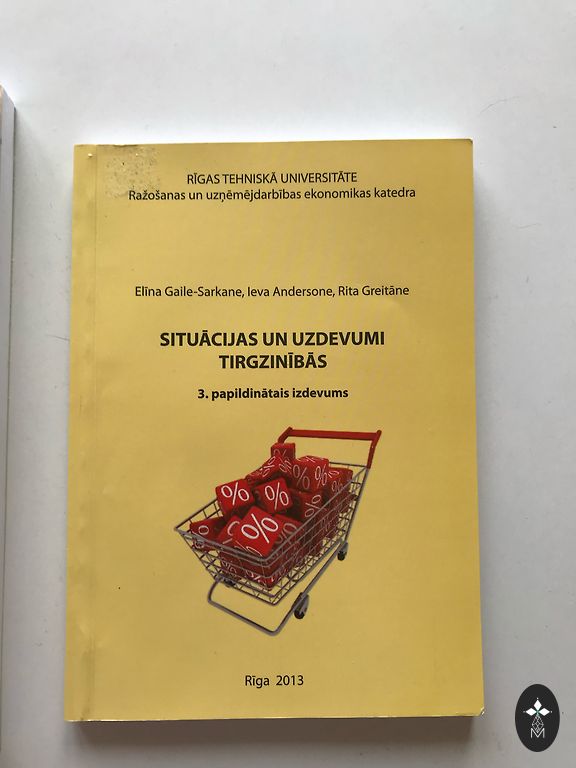 RĪGAS TEHNISKĀ UNIVERSITĀTE
Ražošanas un uzņēmējdarbības ekonomikas katedra
Elīna Gaile-Sarkane, Ieva Andersone, Rita Greitāne
SITUĀCIJAS UN UZDEVUMI
TIRGZINĪBĀS
3. papildinātais izdevums
% % % % %
%
Rīga 2013
M